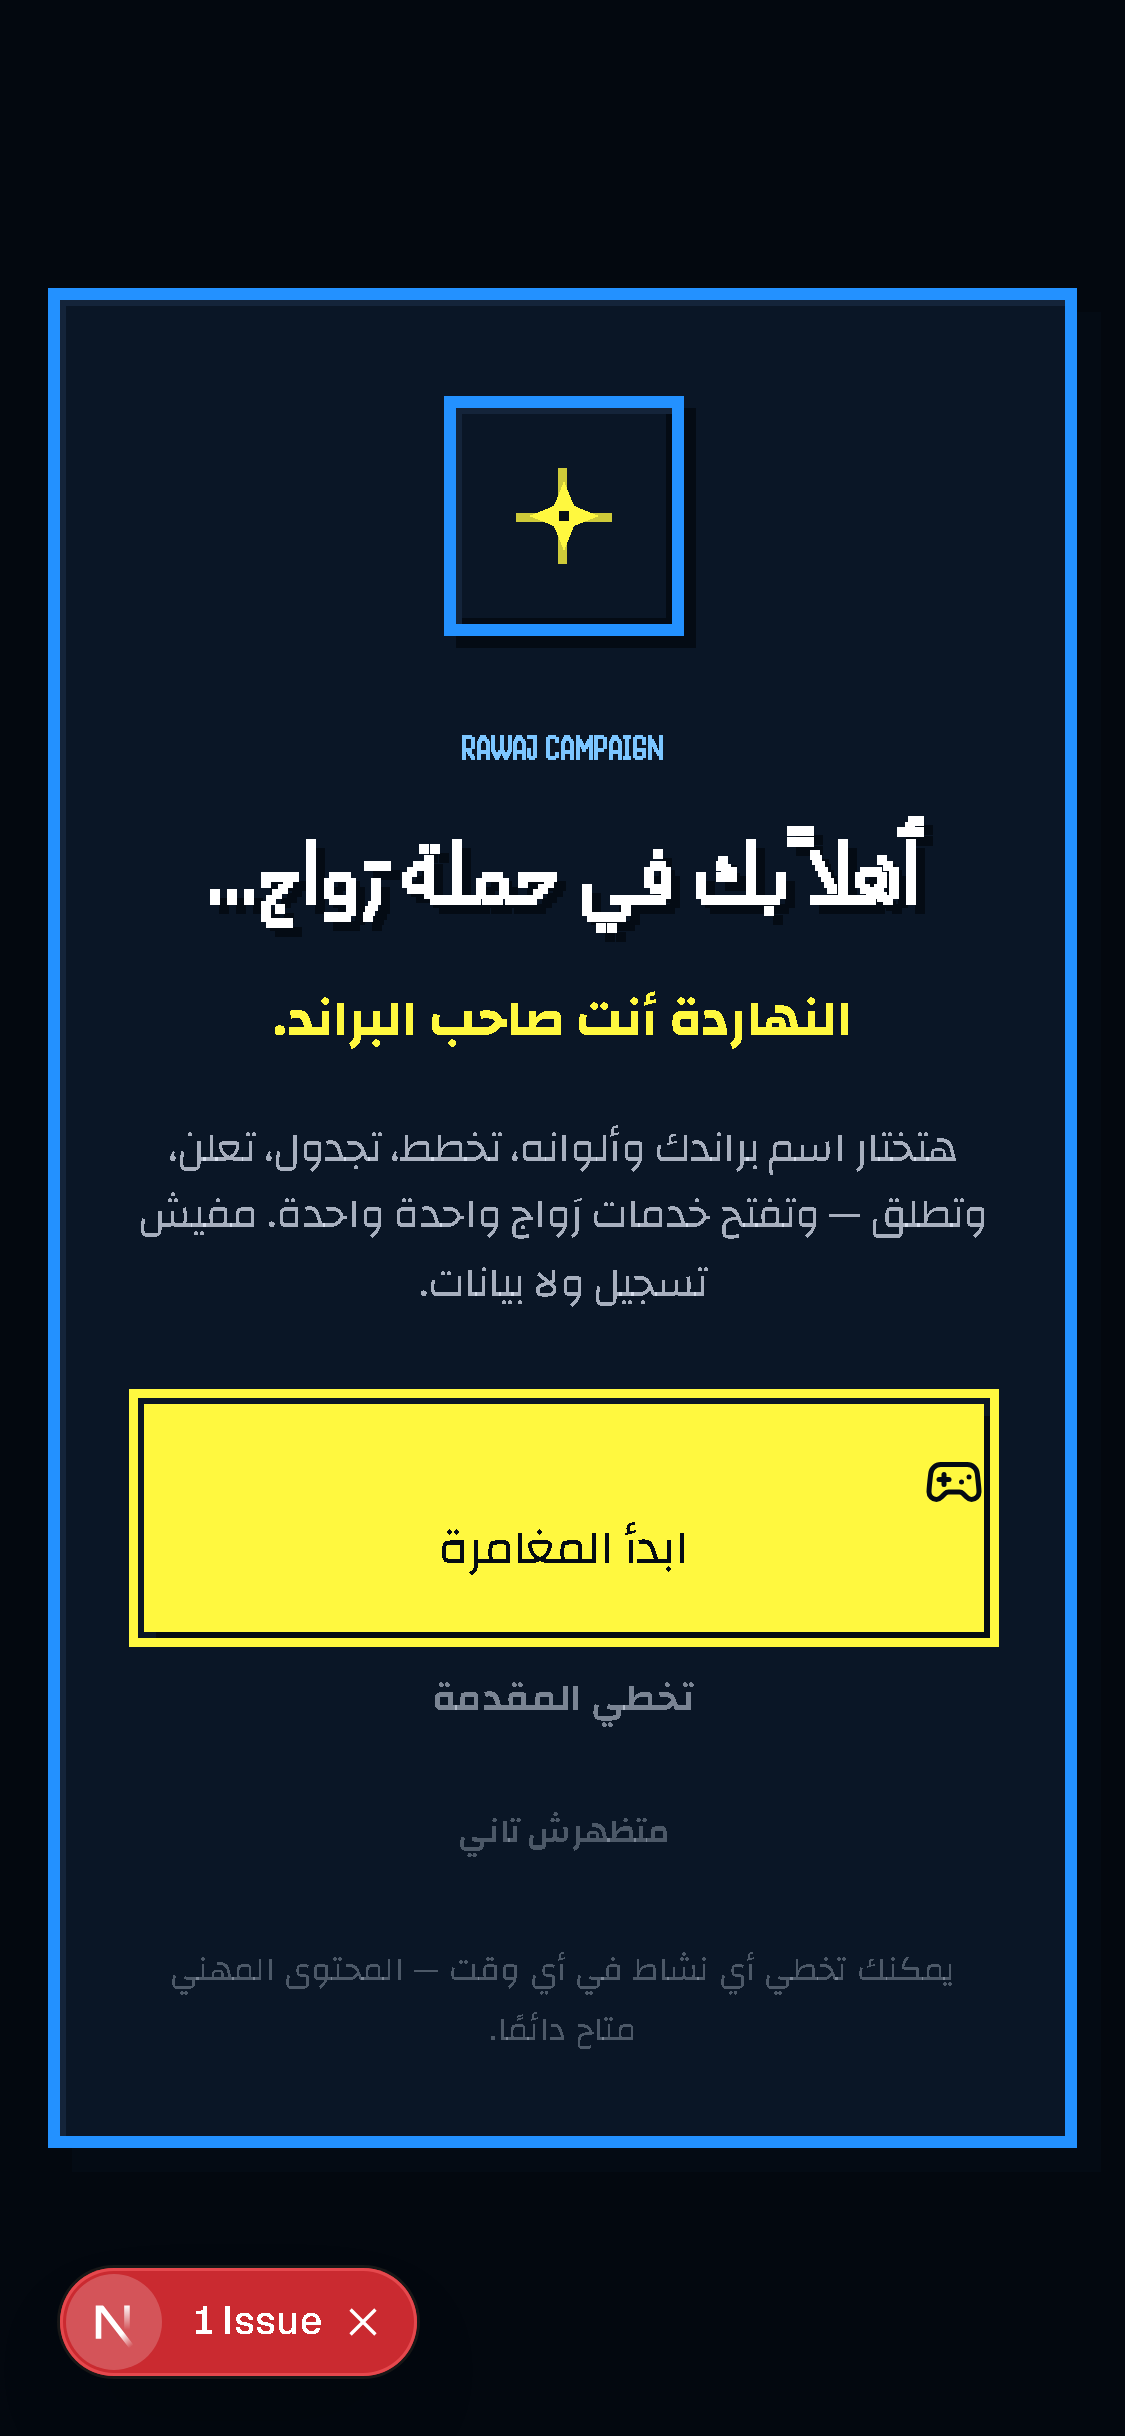 RAWAJ CAMPAIGN
أهلاً بك في حملة رَواج...
النهاردة أنت صاحب البراند.
هتختار اسم براندك وألوانه، تخطط، تجدول، تعلن،
وتطلق — وتفتح خدمات رَواج واحدة واحدة. مفيش
تسجيل ولا بيانات.
ابدأ المغامرة
تخطي المقدمة
متظهرش تاني
يمكنك تخطي أي نشاط في أي وقت — المحتوى المهني
متاح دائمًا.
N 1 Issue